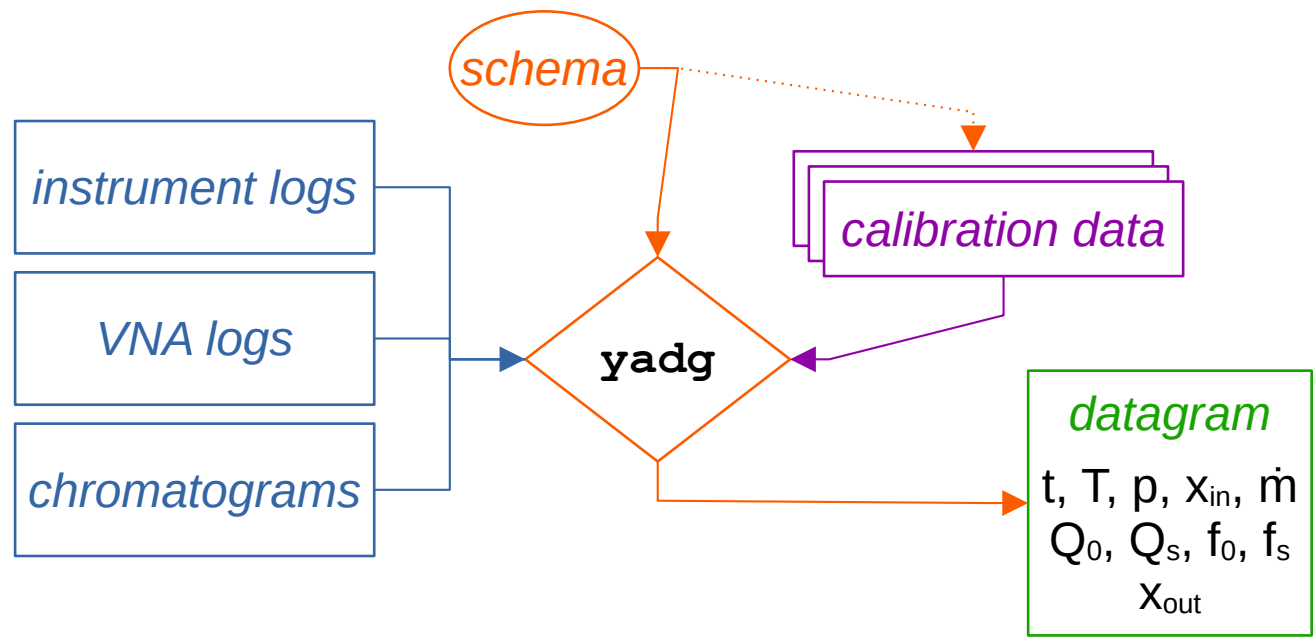 schema
instrument logs
calibration data
VNA logs
yadg
datagram
chromatograms
t, T, p, xᵢₙ, ṁ
Q₀, Qₛ, f₀, fₛ
xₒᵤₜ